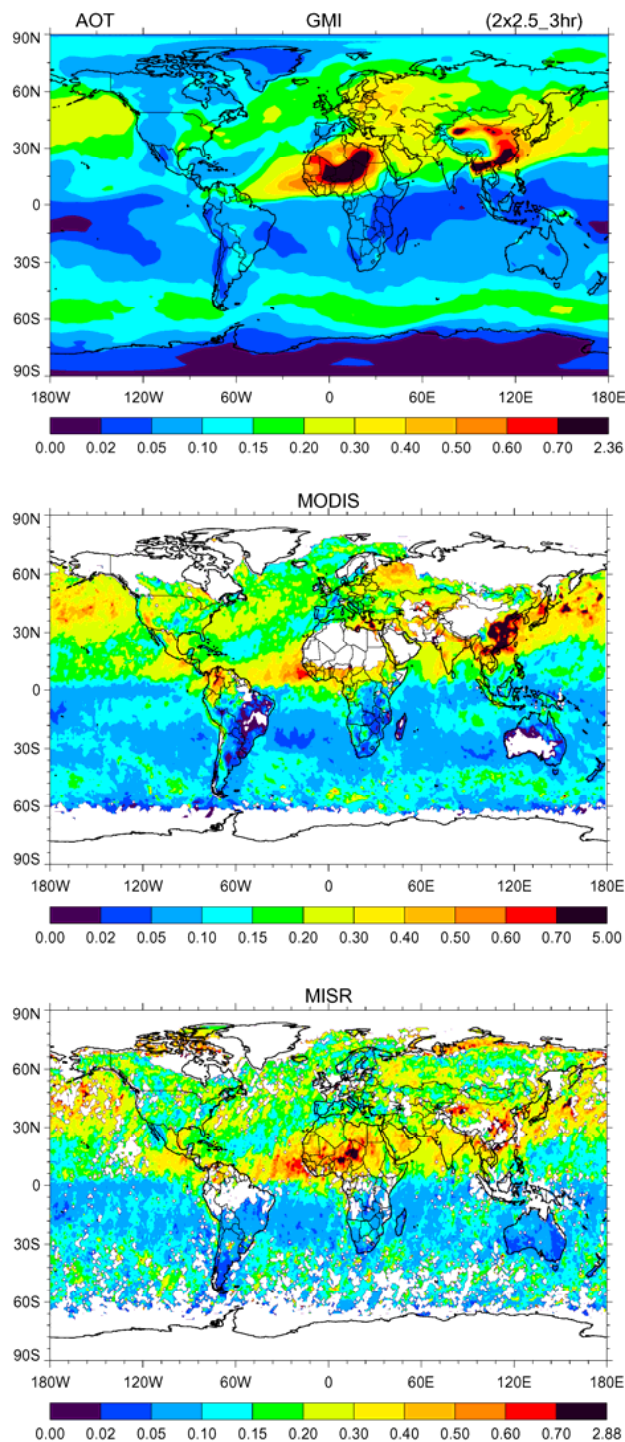 AOT GMI (2x2.5_3hr)
90N
60N
30N
0
30S
60S
90S
180W 120W 60W 0 60E 120E 180E
0.00 0.02 0.05 0.10 0.15 0.20 0.30 0.40 0.50 0.60 0.70 2.36
MODIS
90N
60N
30N
0
30S
60S
90S
180W 120W 60W 0 60E 120E 180E
0.00 0.02 0.05 0.10 0.15 0.20 0.30 0.40 0.50 0.60 0.70 5.00
MISR
90N
60N
30N
0
30S
60S
90S
180W 120W 60W 0 60E 120E 180E
0.00 0.02 0.05 0.10 0.15 0.20 0.30 0.40 0.50 0.60 0.70 2.88